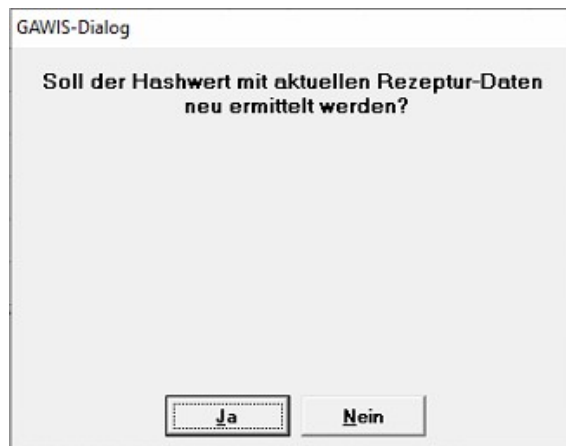 GAWIS-Dialog
Soll der Hashwert mit aktuellen Rezeptur-Daten
neu ermittelt werden?
Ja
Nein